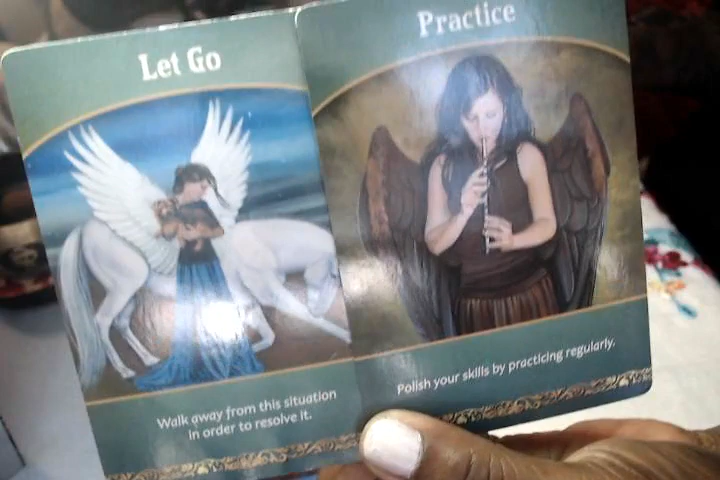 Let Go
Walk away from this situation
in order to resolve it.
Practice
Polish your skills by practicing regularly.